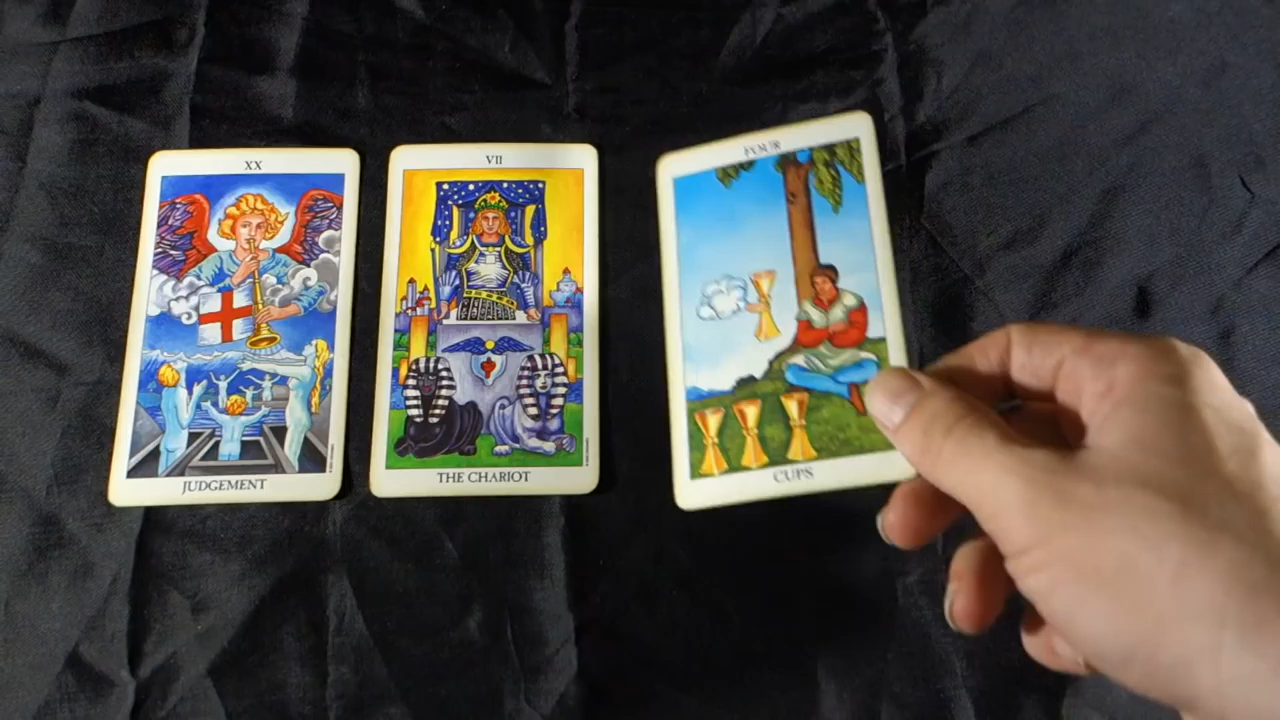 XX
JUDGEMENT
VII
THE CHARIOT
FOUR
CUPS